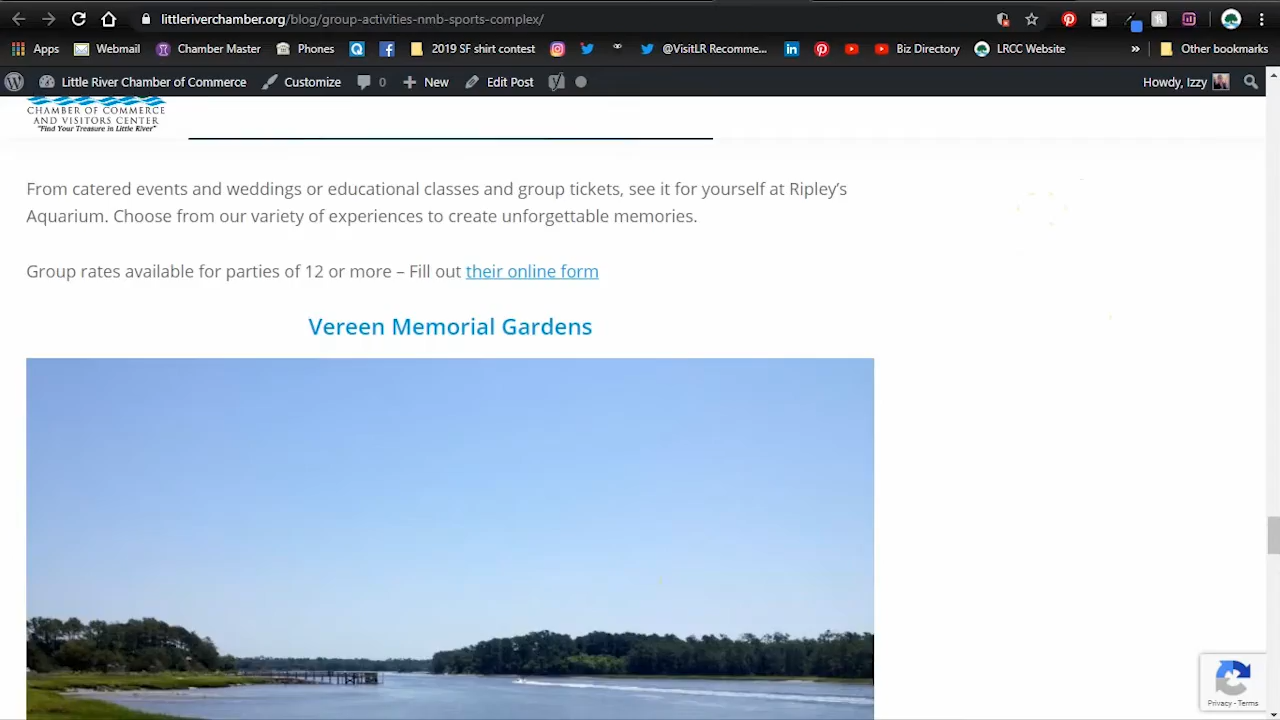 littleriverchamber.org/blog/group-activities-nmb-sports-complex/
Apps Webmail Chamber Master Phones 2019 SF shirt contest @VisitLR Recomme... Biz Directory LRCC Website » Other bookmarks
Little River Chamber of Commerce Customize 0 New Edit Post Howdy, Izzy
CHAMBER OF COMMERCE
AND VISITORS CENTER
"Find Your Treasure in Little River"
From catered events and weddings or educational classes and group tickets, see it for yourself at Ripley's
Aquarium. Choose from our variety of experiences to create unforgettable memories.
Group rates available for parties of 12 or more – Fill out their online form
Vereen Memorial Gardens
Privacy - Terms